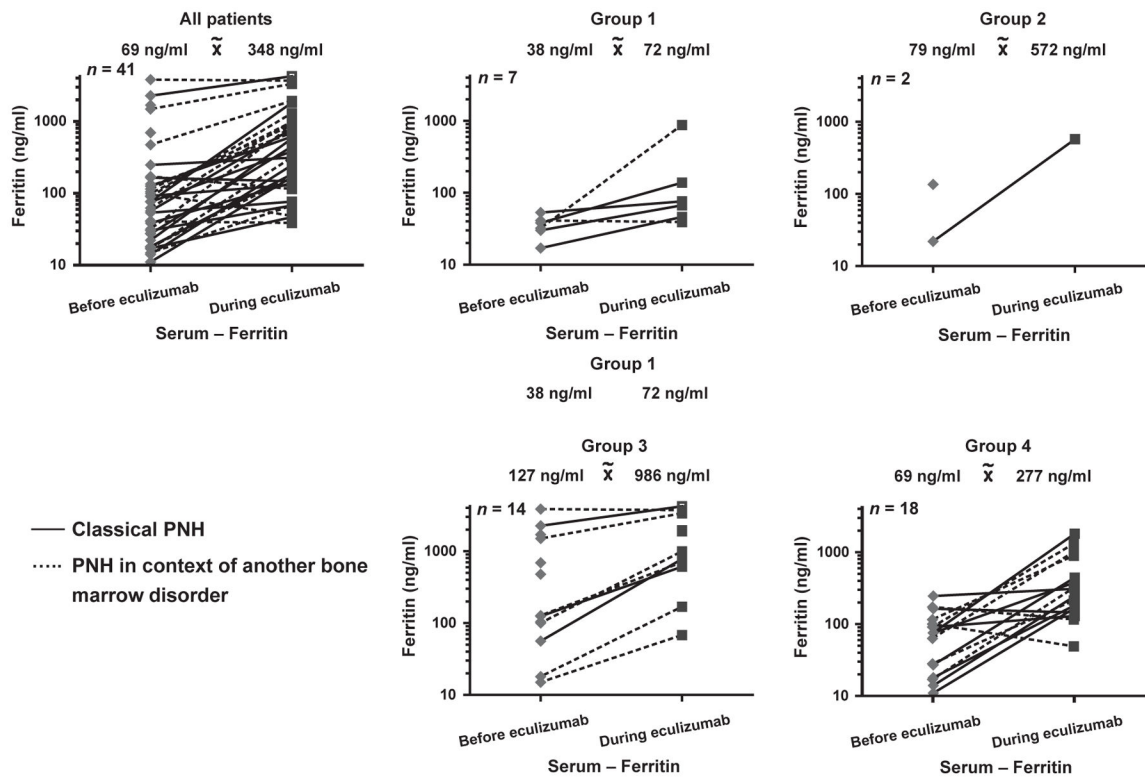 All patients
69 ng/ml x̃ 348 ng/ml
n = 41
Ferritin (ng/ml)
1000
100
10
Before eculizumab During eculizumab
Serum – Ferritin
Group 1
38 ng/ml x̃ 72 ng/ml
n = 7
Ferritin (ng/ml)
1000
100
10
Before eculizumab During eculizumab
Serum – Ferritin
Group 2
79 ng/ml x̃ 572 ng/ml
n = 2
Ferritin (ng/ml)
1000
100
10
Before eculizumab During eculizumab
Serum – Ferritin
Group 1
38 ng/ml 72 ng/ml
Classical PNH
PNH in context of another bone
marrow disorder
Group 3
127 ng/ml x̃ 986 ng/ml
n = 14
Ferritin (ng/ml)
1000
100
10
Before eculizumab During eculizumab
Serum – Ferritin
Group 4
69 ng/ml x̃ 277 ng/ml
n = 18
Ferritin (ng/ml)
1000
100
10
Before eculizumab During eculizumab
Serum – Ferritin